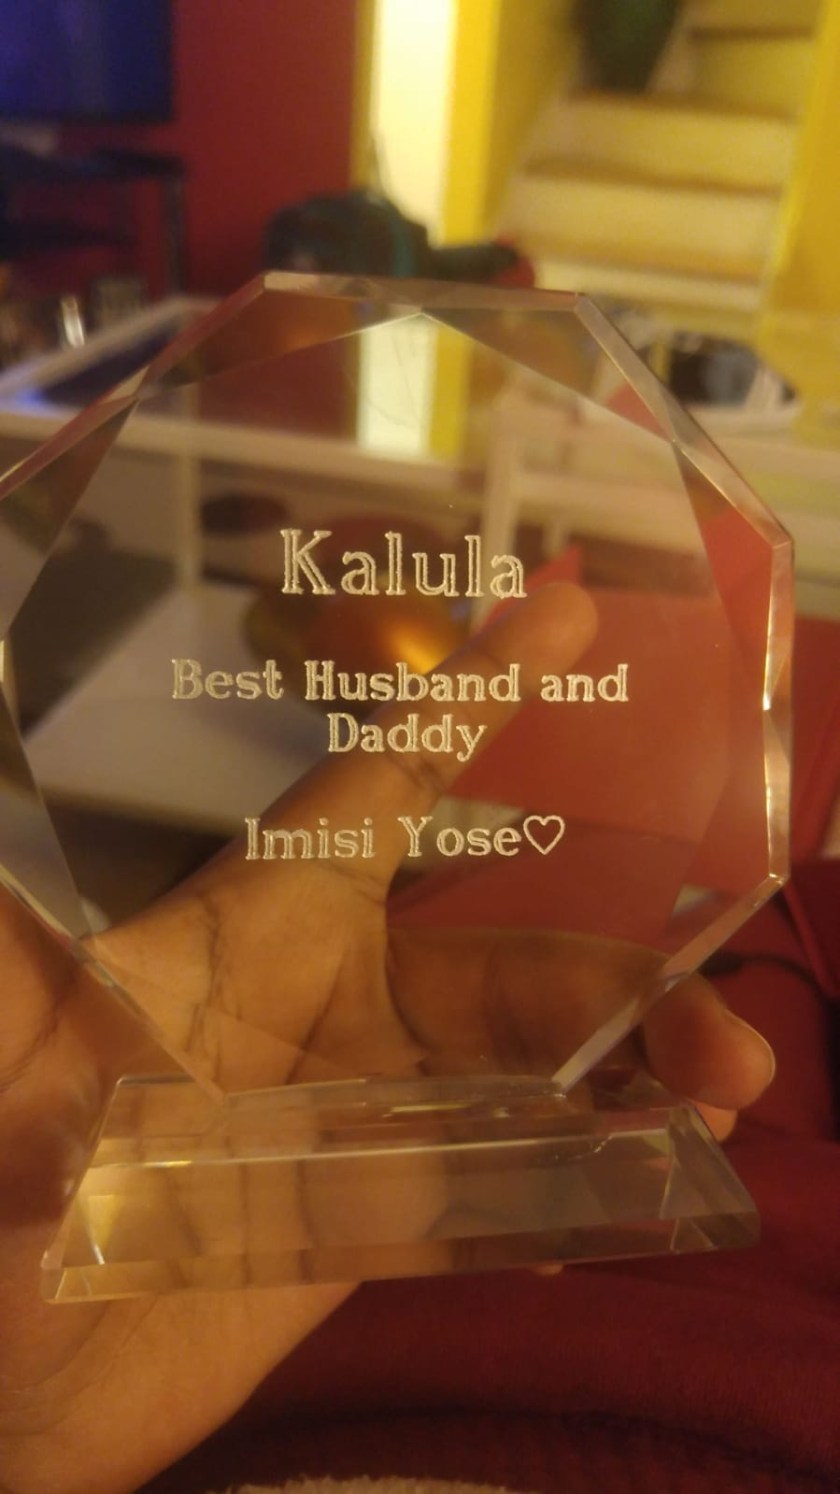 Kalula
Best Husband and
Daddy
Imisi Yose♡